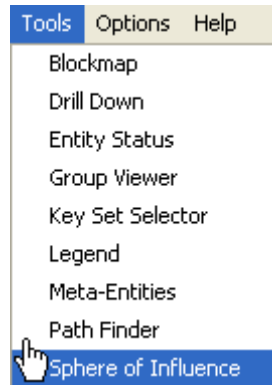 Tools Options Help
Blockmap
Drill Down
Entity Status
Group Viewer
Key Set Selector
Legend
Meta-Entities
Path Finder
Sphere of Influence